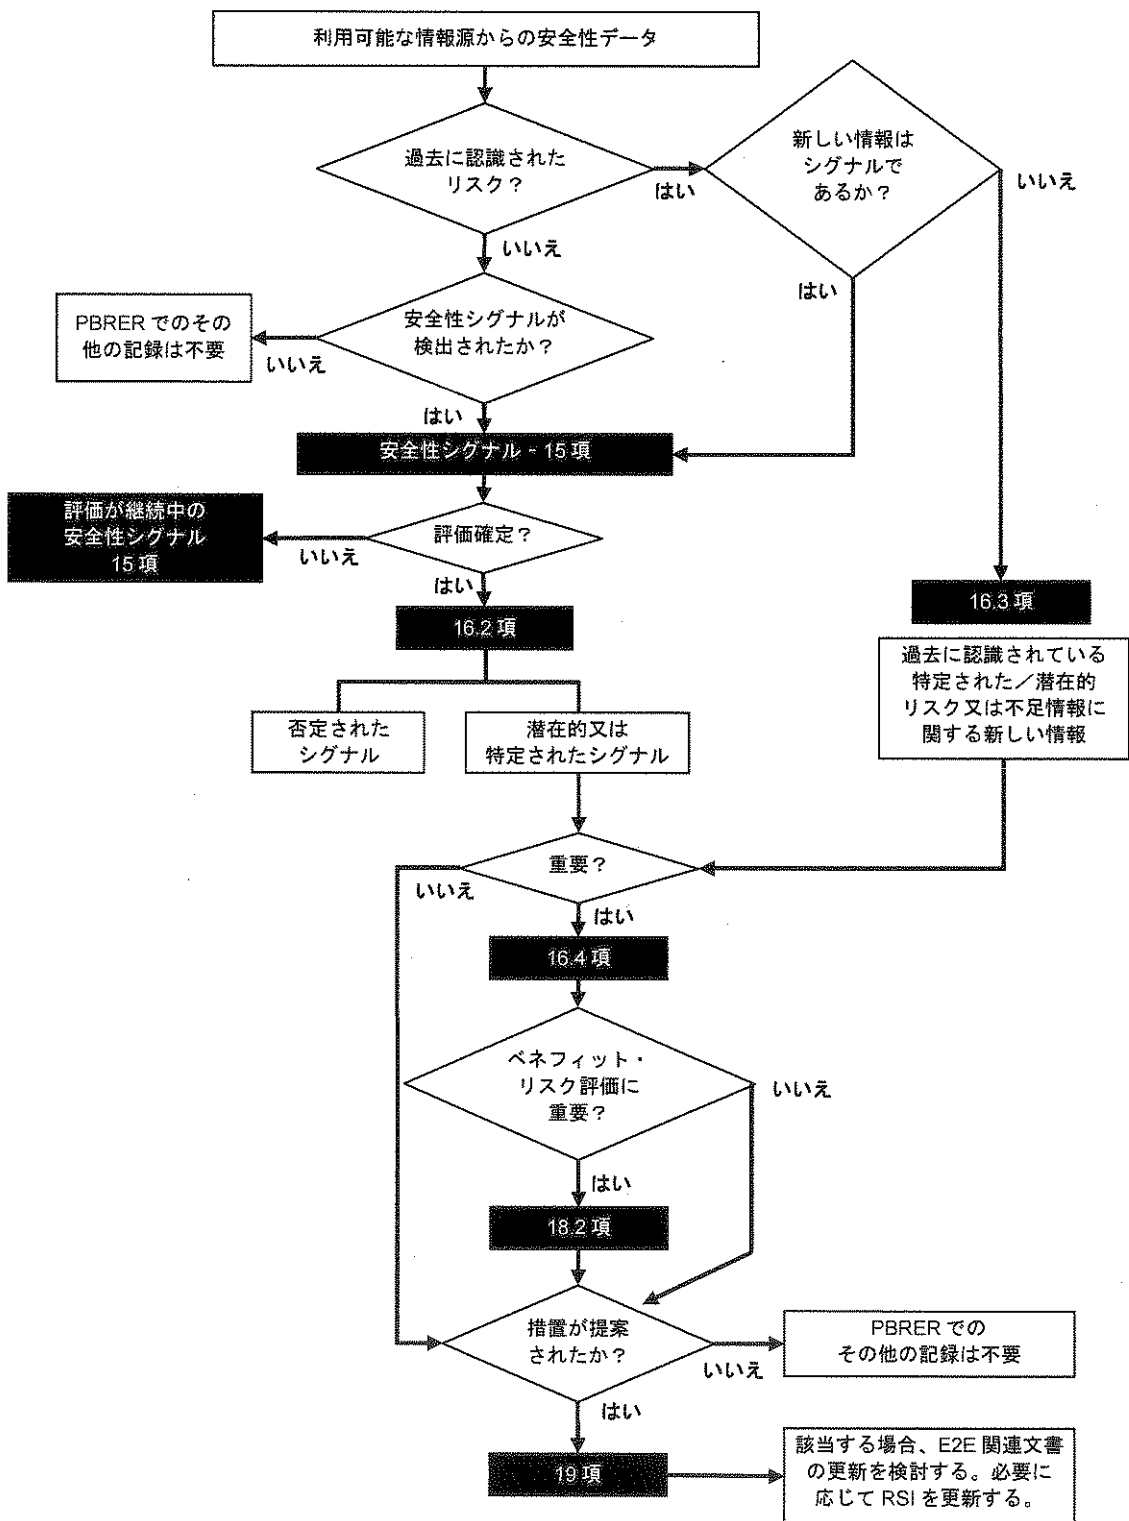 利用可能な情報源からの安全性データ
過去に認識された
リスク？
はい
新しい情報は
シグナルで
あるか？
いいえ
いいえ
はい
安全性シグナルが
検出されたか？
いいえ
PBRER でのその
他の記録は不要
はい
安全性シグナル - 15 項
評価確定？
いいえ
評価が継続中の
安全性シグナル
15 項
はい
16.2 項
16.3 項
過去に認識されている
特定された／潜在的
リスク又は不足情報に
関する新しい情報
否定された
シグナル
潜在的又は
特定されたシグナル
重要？
いいえ
はい
16.4 項
ベネフィット・
リスク評価に
重要？
いいえ
はい
18.2 項
措置が提案
されたか？
いいえ
PBRER での
その他の記録は不要
はい
19 項
該当する場合、E2E 関連文書
の更新を検討する。必要に
応じて RSI を更新する。